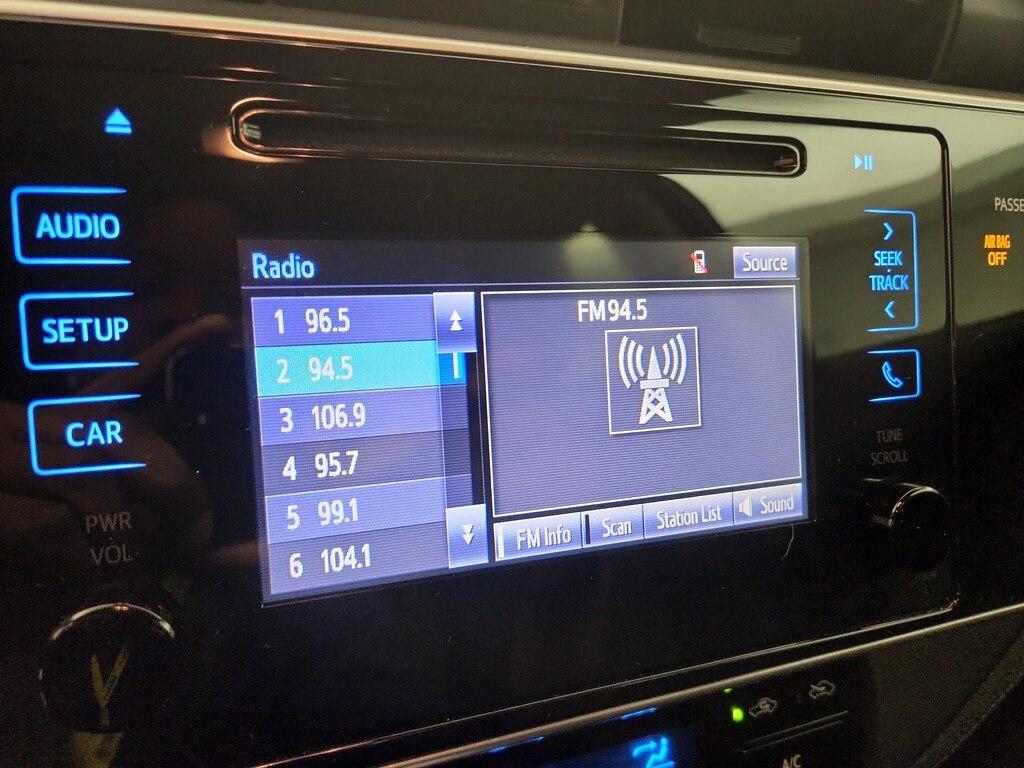 AUDIO
SETUP
CAR
PWR
VOL
Radio
Source
1 96.5
2 94.5
3 106.9
4 95.7
5 99.1
6 104.1
FM 94.5
FM Info
Scan
Station List
Sound
SEEK
TRACK
TUNE
SCROLL
PASSE
AIR BAG
OFF
A/C